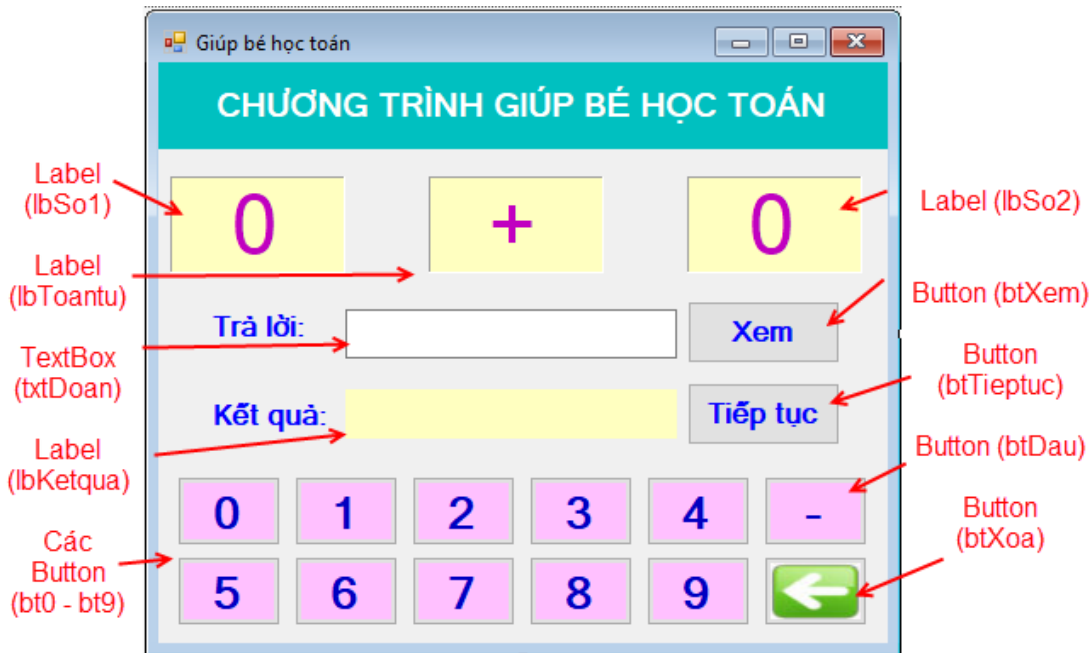 Giúp bé học toán
CHƯƠNG TRÌNH GIÚP BÉ HỌC TOÁN
Label
(lbSo1)
0
+
0
Label (lbSo2)
Label
(lbToantu)
Button (btXem)
Trả lời:
Xem
TextBox
(txtDoan)
Button
(btTieptuc)
Kết quả:
Tiếp tục
Label
(lbKetqua)
Button (btDau)
0 1 2 3 4 -
Button
(btXoa)
Các
Button
(bt0 - bt9)
5 6 7 8 9